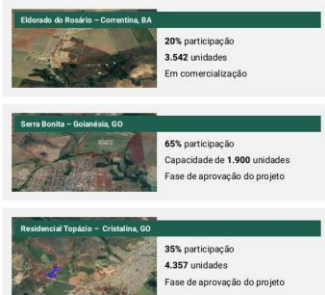 Eldorado do Rosário – Correntina, BA
20% participação
3.542 unidades
Em comercialização
Serra Bonita – Goianésia, GO
65% participação
Capacidade de 1.900 unidades
Fase de aprovação do projeto
Residencial Topázio – Cristalina, GO
35% participação
4.357 unidades
Fase de aprovação do projeto